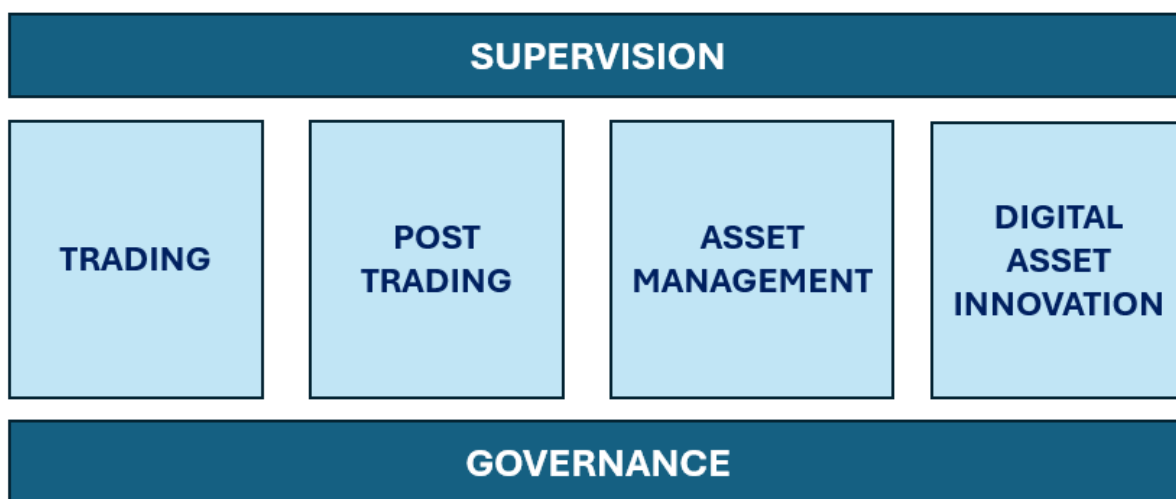 SUPERVISION
TRADING
POST
TRADING
ASSET
MANAGEMENT
DIGITAL
ASSET
INNOVATION
GOVERNANCE